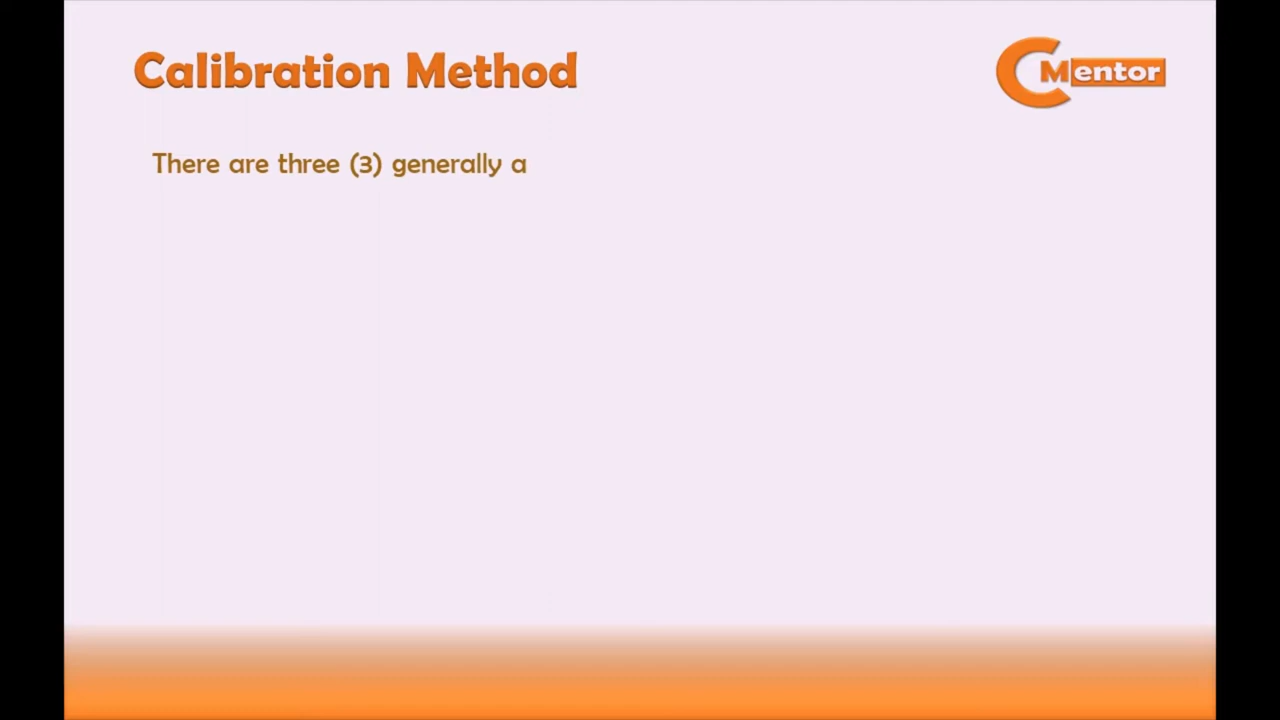 Calibration Method
CMentor
There are three (3) generally a